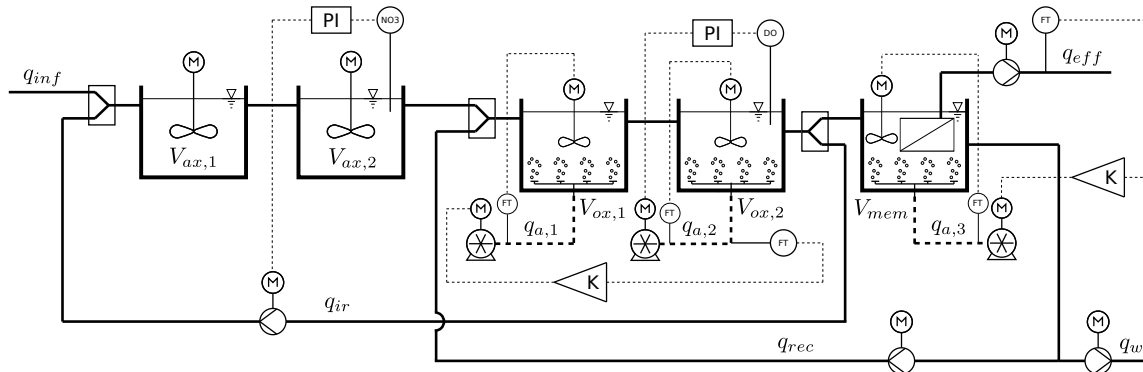 PI NO3 M PI DO M FT
q_inf M M M M M q_eff
V_ax,1 V_ax,2
K
FT V_ox,1 FT V_ox,2 V_mem FT
M q_a,1 M q_a,2 FT q_a,3 M
M K
q_ir M M
q_rec q_w